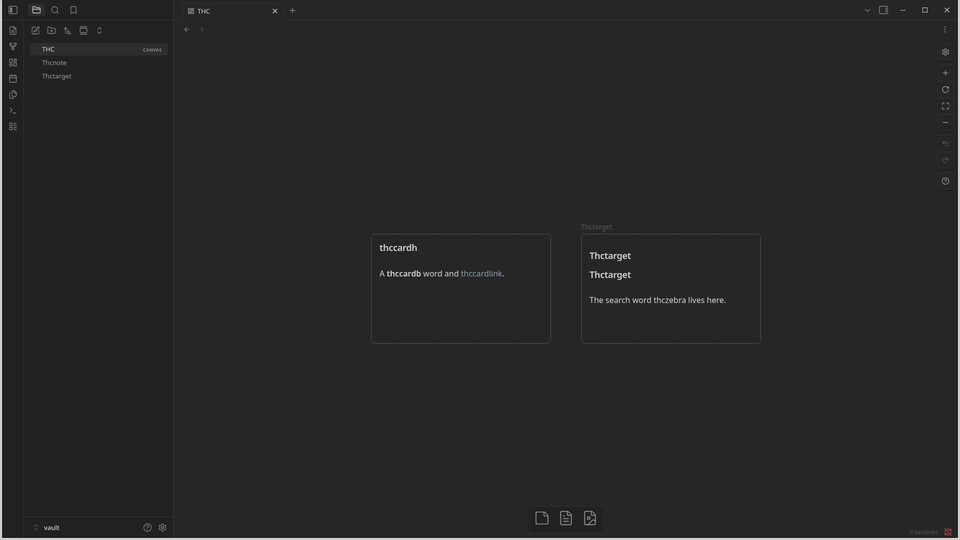 THC
THC CANVAS
Thcnote
Thctarget
Thctarget
thccardh
A thccardb word and thccardlink.
Thctarget
Thctarget
The search word thczebra lives here.
vault
0 backlinks